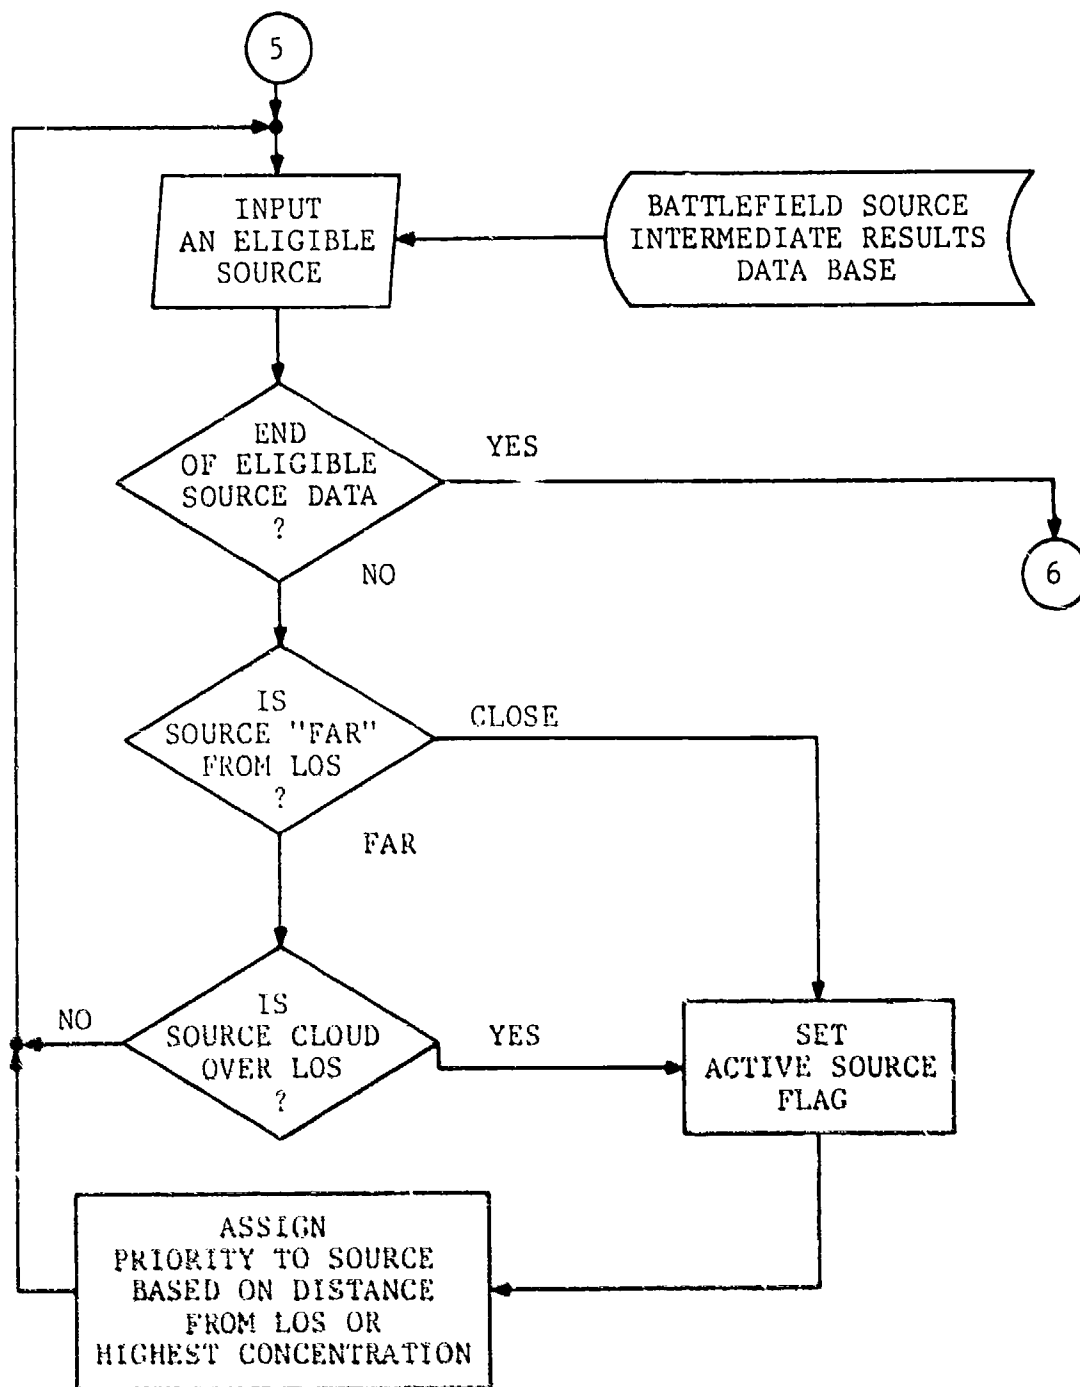 5
INPUT
AN ELIGIBLE
SOURCE
BATTLEFIELD SOURCE
INTERMEDIATE RESULTS
DATA BASE
END
OF ELIGIBLE
SOURCE DATA
?
YES
NO
6
IS
SOURCE "FAR"
FROM LOS
?
CLOSE
FAR
IS
SOURCE CLOUD
OVER LOS
?
NO
YES
SET
ACTIVE SOURCE
FLAG
ASSIGN
PRIORITY TO SOURCE
BASED ON DISTANCE
FROM LOS OR
HIGHEST CONCENTRATION